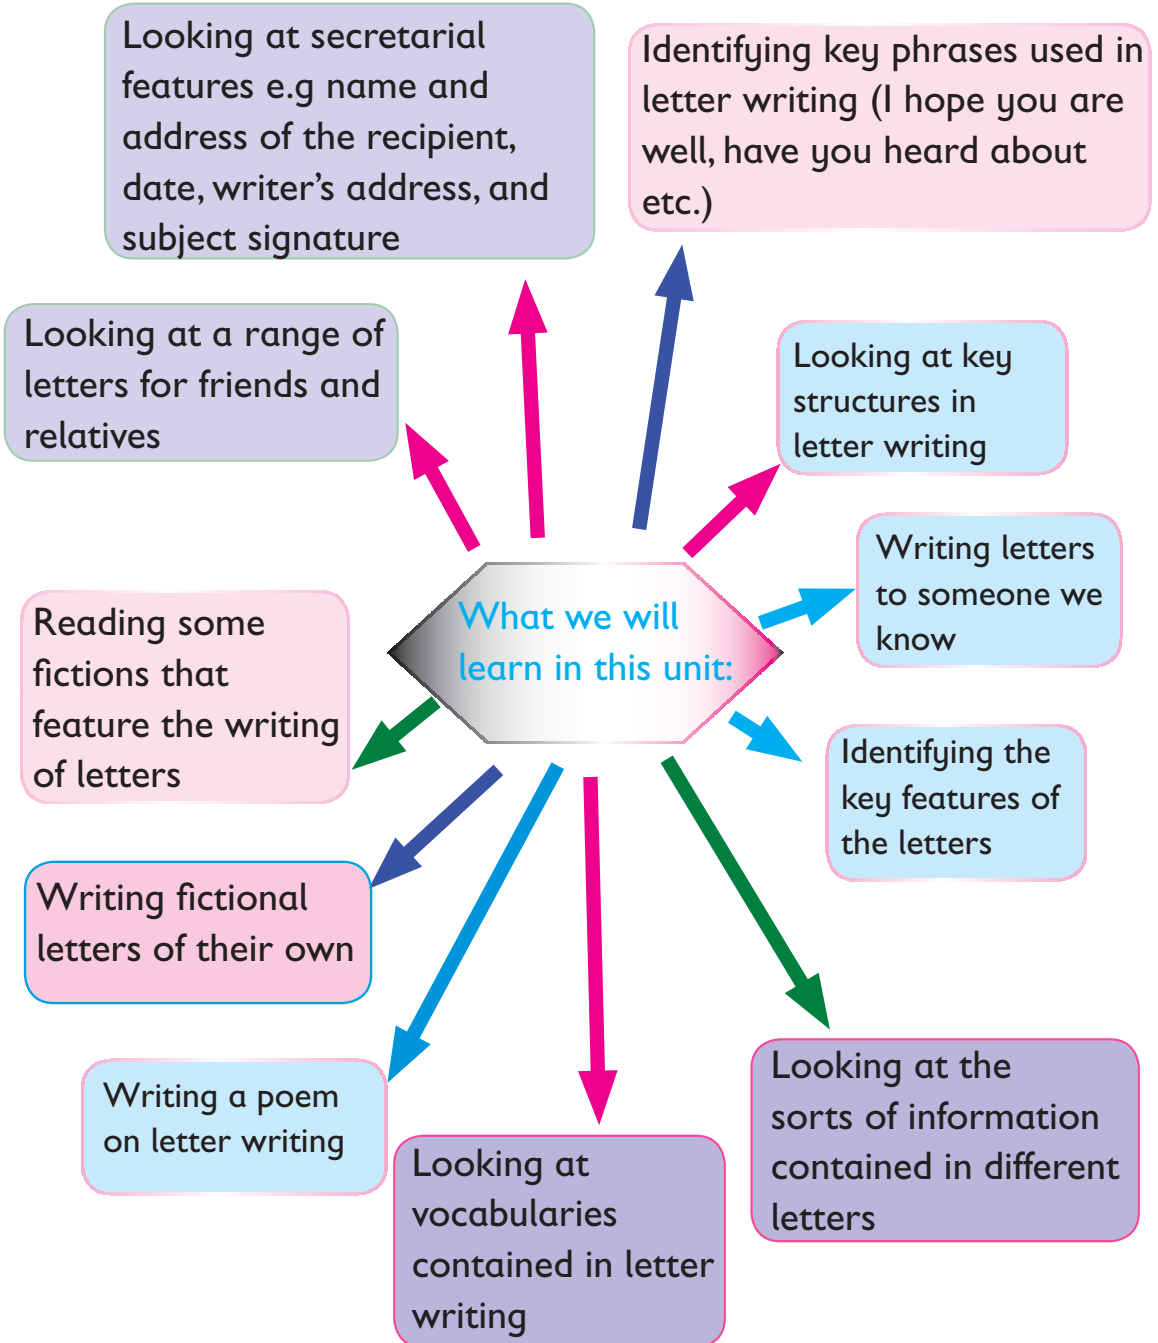 Looking at secretarial
features e.g name and
address of the recipient,
date, writer's address, and
subject signature
Identifying key phrases used in
letter writing (I hope you are
well, have you heard about
etc.)
Looking at a range of
letters for friends and
relatives
Looking at key
structures in
letter writing
Writing letters
to someone we
know
What we will
learn in this unit:
Reading some
fictions that
feature the writing
of letters
Identifying the
key features of
the letters
Writing fictional
letters of their own
Writing a poem
on letter writing
Looking at
vocabularies
contained in letter
writing
Looking at the
sorts of information
contained in different
letters